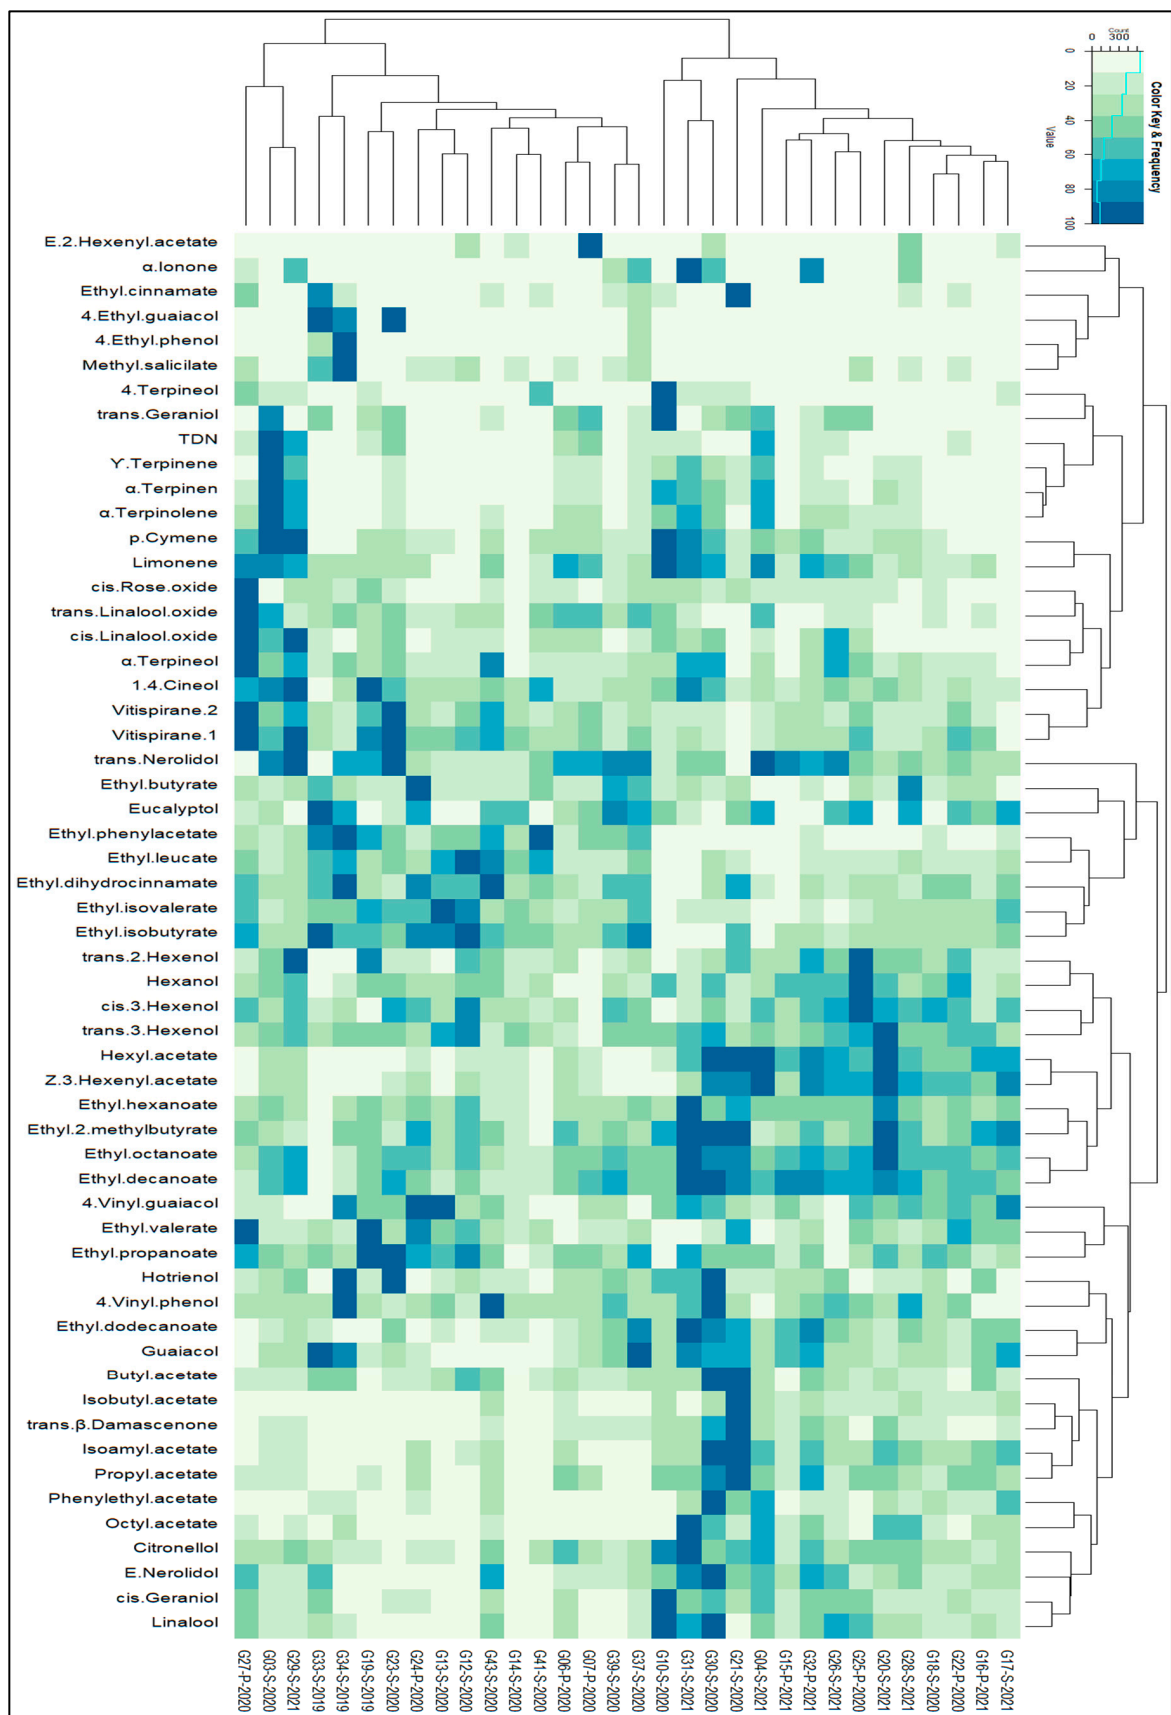 Count
0 300
Color Key & Frequency
Value
0 20 40 60 80 100
E.2.Hexenyl.acetate
α.Ionone
Ethyl.cinnamate
4.Ethyl.guaiacol
4.Ethyl.phenol
Methyl.salicilate
4.Terpineol
trans.Geraniol
TDN
ϒ.Terpinene
α.Terpinen
α.Terpinolene
p.Cymene
Limonene
cis.Rose.oxide
trans.Linalool.oxide
cis.Linalool.oxide
α.Terpineol
1.4.Cineol
Vitispirane.2
Vitispirane.1
trans.Nerolidol
Ethyl.butyrate
Eucalyptol
Ethyl.phenylacetate
Ethyl.leucate
Ethyl.dihydrocinnamate
Ethyl.isovalerate
Ethyl.isobutyrate
trans.2.Hexenol
Hexanol
cis.3.Hexenol
trans.3.Hexenol
Hexyl.acetate
Z.3.Hexenyl.acetate
Ethyl.hexanoate
Ethyl.2.methylbutyrate
Ethyl.octanoate
Ethyl.decanoate
4.Vinyl.guaiacol
Ethyl.valerate
Ethyl.propanoate
Hotrienol
4.Vinyl.phenol
Ethyl.dodecanoate
Guaiacol
Butyl.acetate
Isobutyl.acetate
trans.β.Damascenone
Isoamyl.acetate
Propyl.acetate
Phenylethyl.acetate
Octyl.acetate
Citronellol
E.Nerolidol
cis.Geraniol
Linalool
G27-P-2020
G03-S-2020
G29-S-2021
G33-S-2019
G34-S-2019
G19-S-2019
G23-S-2020
G24-P-2020
G13-S-2020
G12-S-2020
G43-S-2020
G14-S-2020
G41-S-2020
G06-P-2020
G07-P-2020
G39-S-2020
G37-S-2020
G10-S-2020
G31-S-2021
G30-S-2020
G21-S-2020
G04-S-2021
G15-P-2021
G32-P-2021
G26-S-2021
G25-P-2020
G20-S-2021
G28-S-2021
G18-S-2020
G22-P-2020
G16-P-2021
G17-S-2021